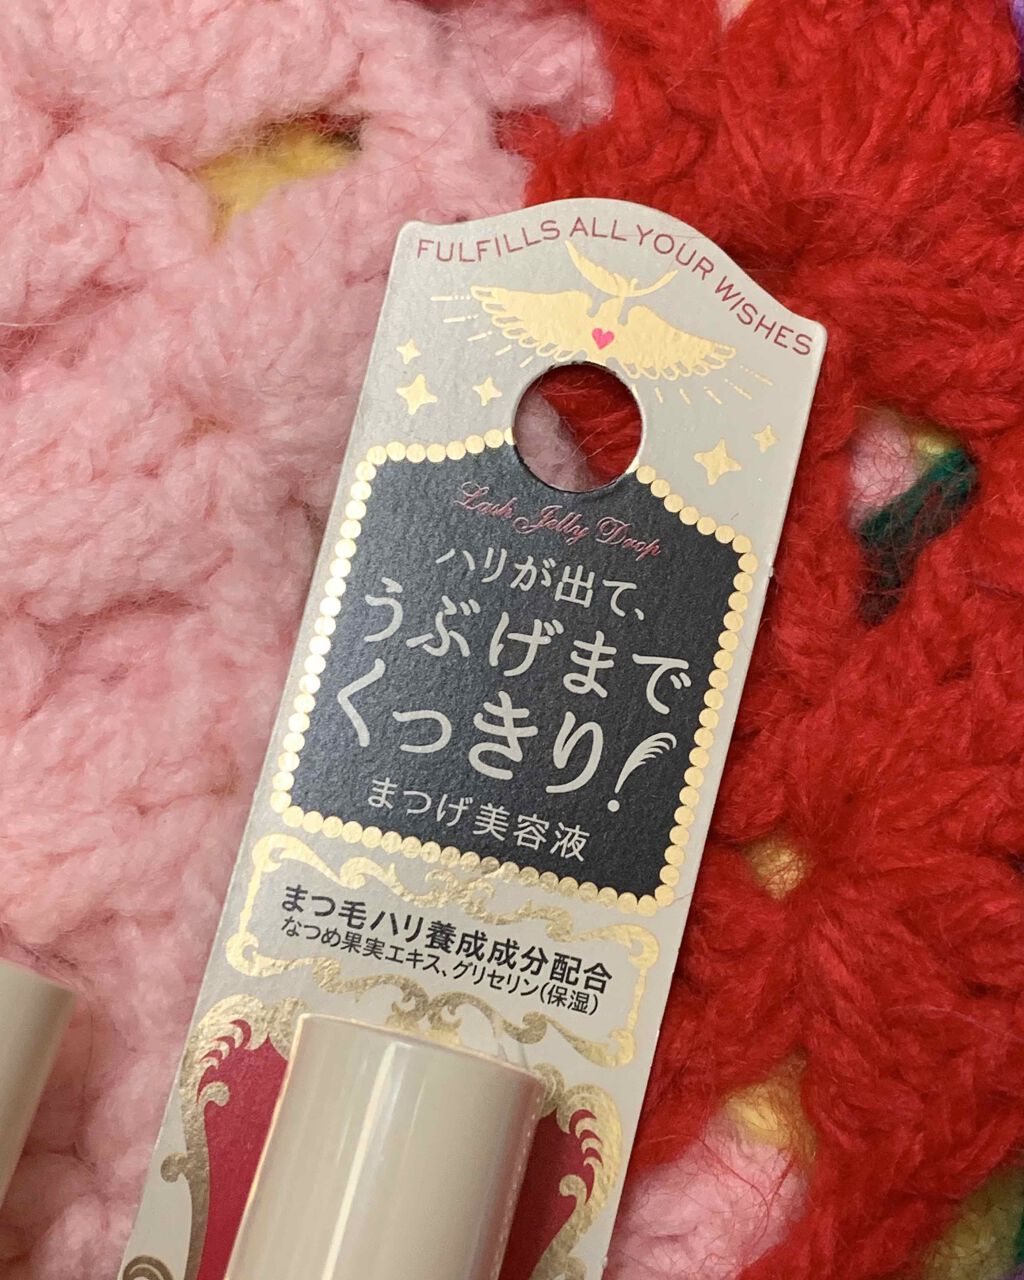 FULFILLS ALL YOUR WISHES
Lash Jelly Drop
ハリが出て、
うぶげまで
くっきり!
まつげ美容液
まつ毛ハリ養成成分配合
なつめ果実エキス、グリセリン(保湿)